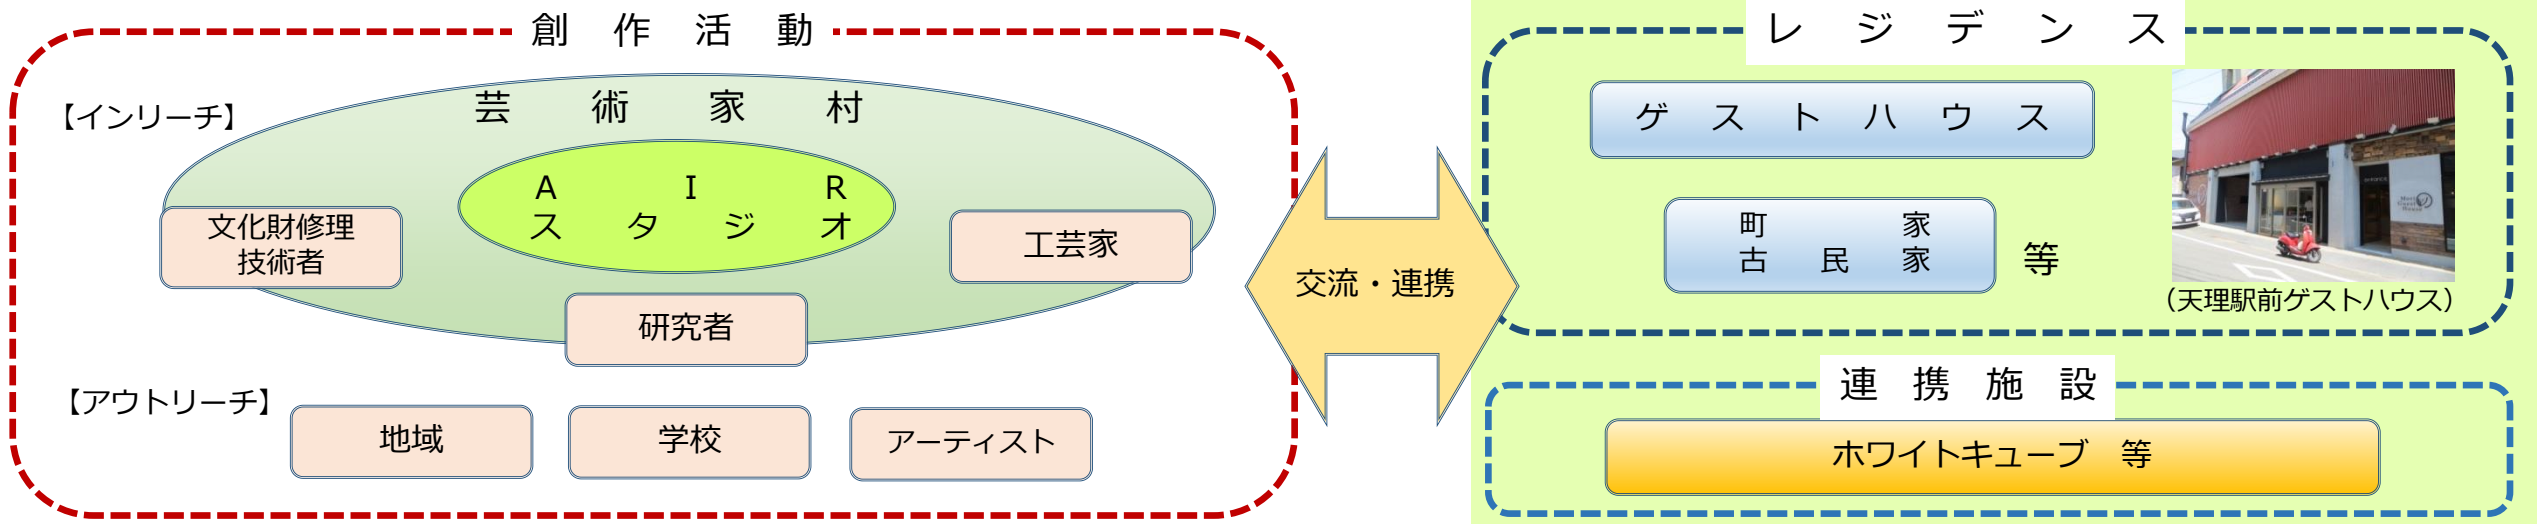 創作活動
【インリーチ】
芸術家村
AIR
スタジオ
文化財修理
技術者
工芸家
研究者
【アウトリーチ】
地域
学校
アーティスト
交流・連携
レジデンス
ゲストハウス
町家
古民家
等
(天理駅前ゲストハウス)
連携施設
ホワイトキューブ 等